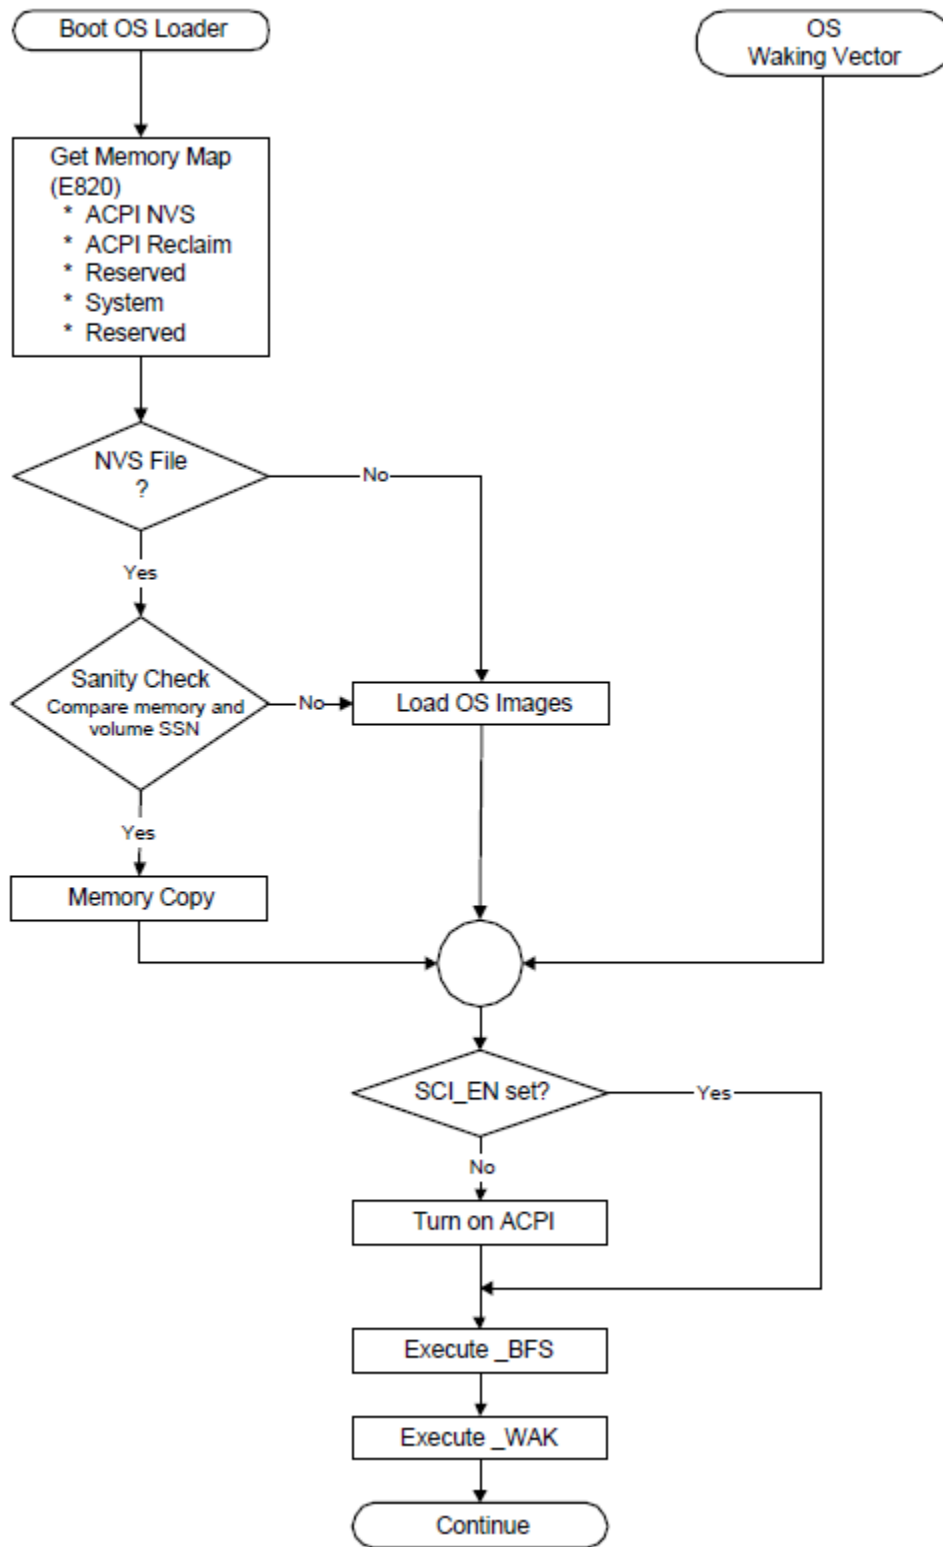 Boot OS Loader
OS
Waking Vector
Get Memory Map
(E820)
* ACPI NVS
* ACPI Reclaim
* Reserved
* System
* Reserved
NVS File
?
No
Yes
Sanity Check
Compare memory and
volume SSN
No
Load OS Images
Yes
Memory Copy
SCI_EN set?
Yes
No
Turn on ACPI
Execute _BFS
Execute _WAK
Continue